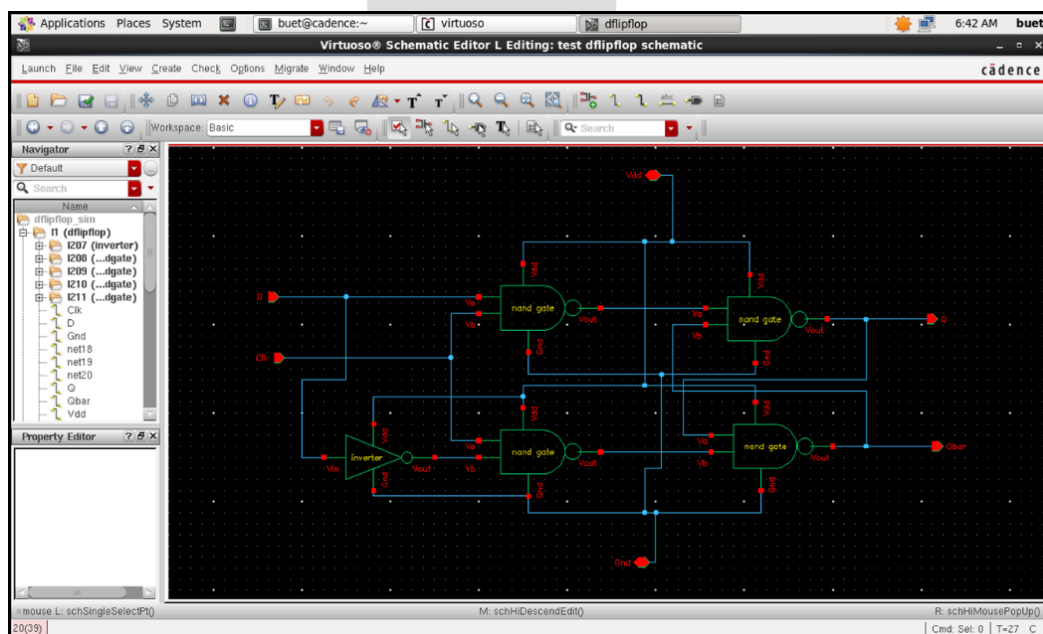 Applications Places System buet@cadence:~ virtuoso dflipflop 6:42 AM buet
Virtuoso® Schematic Editor L Editing: test dflipflop schematic
Launch File Edit View Create Check Options Migrate Window Help cādence
Workspace: Basic Search
Navigator
Default
Search
Name
dflipflop_sim
I1 (dflipflop)
I207 (inverter)
I208 (...dgate)
I209 (...dgate)
I210 (...dgate)
I211 (...dgate)
Clk
D
Gnd
net18
net19
net20
Q
Qbar
Vdd
Property Editor
Vdd
Vdd Vdd
D Va nand gate Vout Va nand gate Vout
Vb Vb
Gnd Gnd
Clk
Vdd Vdd Vdd
Va nand gate Vout Va nand gate Vout Qbar
Vin inverter Vout Vb Vb
Gnd Gnd Gnd
Gnd
mouse L: schSingleSelectPt() M: schHiDescendEdit() R: schHiMousePopUp()
20(39) Cmd: Sel: 0 T=27 C